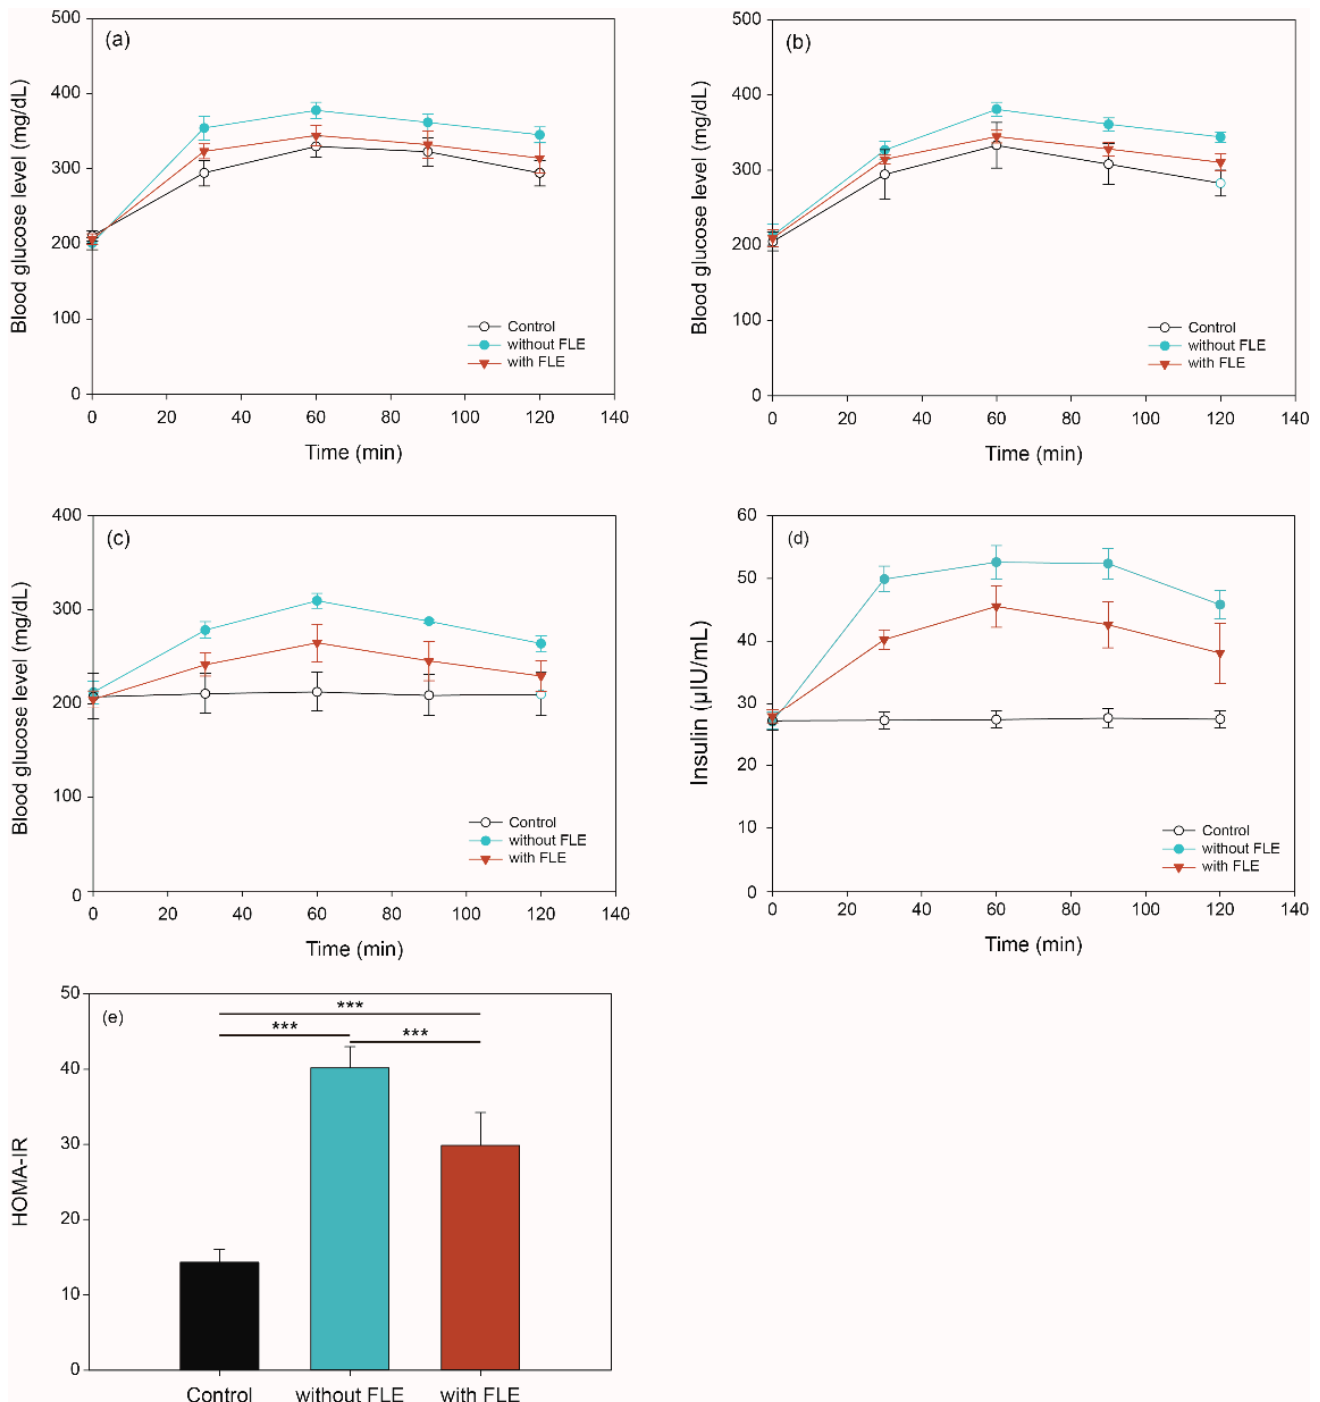 (a)
500
400
300
200
100
0
Blood glucose level (mg/dL)
Control
without FLE
with FLE
0 20 40 60 80 100 120 140
Time (min)
(b)
500
400
300
200
100
0
Blood glucose level (mg/dL)
Control
without FLE
with FLE
0 20 40 60 80 100 120 140
Time (min)
(c)
400
300
200
100
0
Blood glucose level (mg/dL)
Control
without FLE
with FLE
0 20 40 60 80 100 120 140
Time (min)
(d)
60
50
40
30
20
10
0
Insulin (µIU/mL)
Control
without FLE
with FLE
0 20 40 60 80 100 120 140
Time (min)
(e)
50
40
30
20
10
0
HOMA-IR
***
*** ***
Control without FLE with FLE